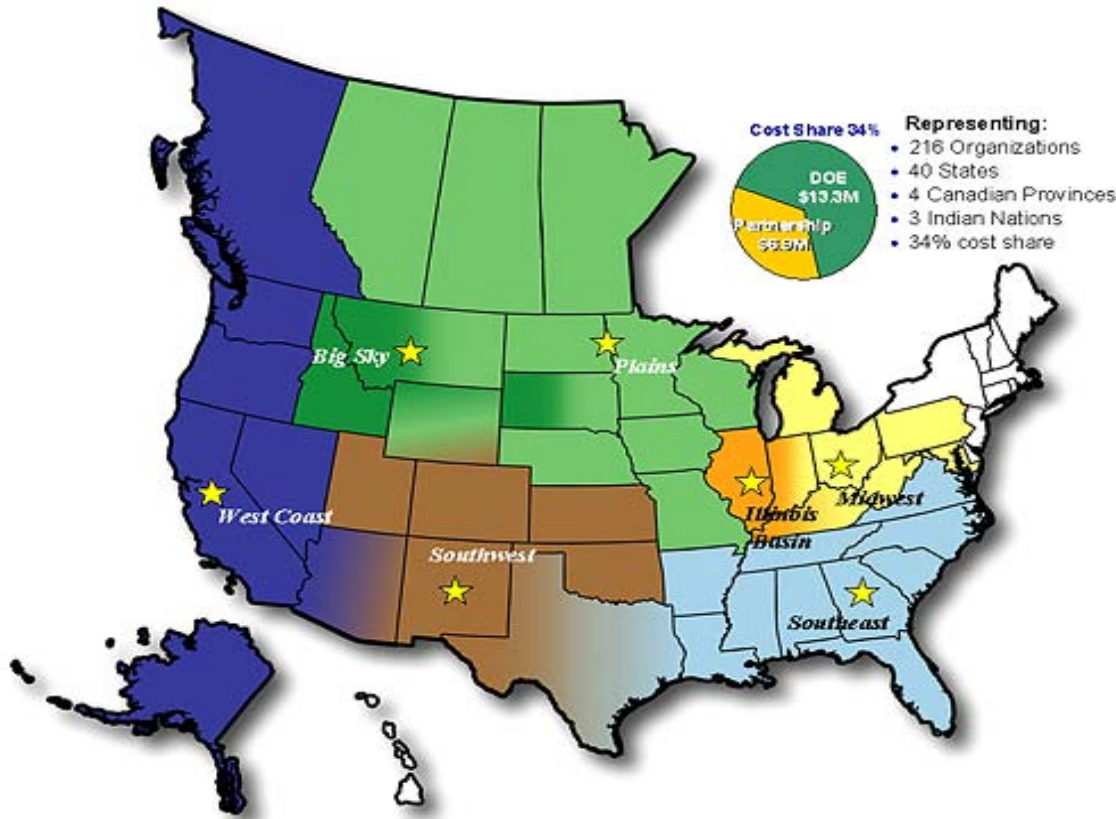 Cost Share 34%
DOE
$13.3M
Partnership
$6.9M
Representing:
• 216 Organizations
• 40 States
• 4 Canadian Provinces
• 3 Indian Nations
• 34% cost share
Big Sky
Plains
West Coast
Southwest
Illinois
Basin
Midwest
Southeast